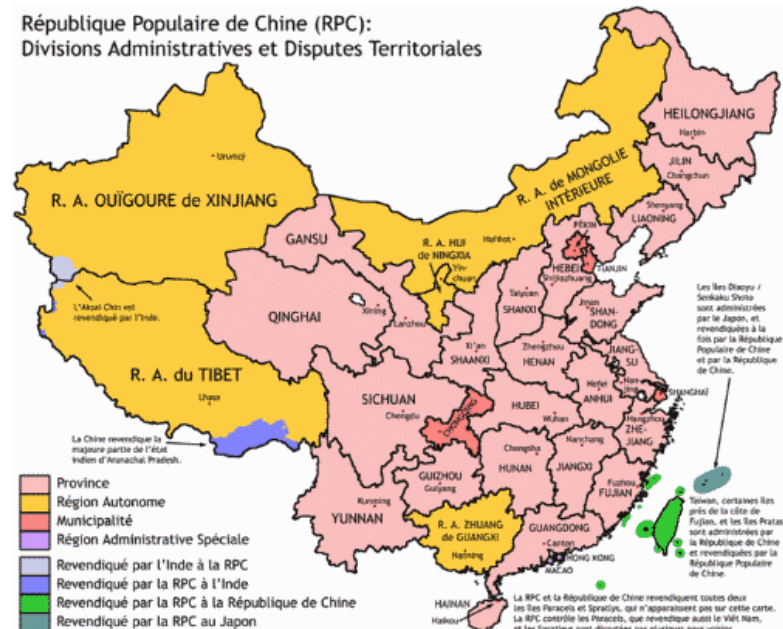 République Populaire de Chine (RPC):
Divisions Administratives et Disputes Territoriales
HEILONGJIANG
Harbin
JILIN
Changchun
Urumqi
R. A. de MONGOLIE
INTÉRIEURE
Shenyang
LIAONING
R. A. OUÏGOURE de XINJIANG
PÉKIN
GANSU
R. A. HUI
de NINGXIA
Hohhot
HEBEI
TIANJIN
Yin-
chuan
Shijiazhuang
Les îles Diaoyu /
Senkaku Shoto
sont administrées
par le Japon, et
revendiquées à la
fois par la République
Populaire de Chine
et par la République
de Chine.
L'Aksai Chin est
revendiqué par l'Inde.
Taiyuan
SHANXI
Jinan
SHAN-
DONG
QINGHAI
Xining
Lanzhou
Xi'an
SHAANXI
Zhengzhou
HENAN
JIANG-
SU
R. A. du TIBET
Lhasa
SICHUAN
Chengdu
CHONGQING
HUBEI
Wuhan
Hefei
ANHUI
Nan-
jing
SHANGHAÏ
Hangzhou
ZHE-
JIANG
La Chine revendique la
majeure partie de l'état
indien d'Arunachal Pradesh.
Changsha
HUNAN
Nanchang
JIANGXI
GUIZHOU
Guiyang
Fuzhou
FUJIAN
Kunming
YUNNAN
R. A. ZHUANG
de GUANGXI
Nanning
GUANGDONG
Canton
HONG KONG
MACAO
Taiwan, certaines îles
près de la côte de
Fujian, et les îles Pratas
sont administrées par
la République de Chine
et revendiquées par la
République Populaire
de Chine.
Province
Région Autonome
Municipalité
Région Administrative Spéciale
Revendiqué par l'Inde à la RPC
Revendiqué par la RPC à l'Inde
Revendiqué par la RPC à la République de Chine
Revendiqué par la RPC au Japon
HAINAN
Haikou
La RPC et la République de Chine revendiquent toutes deux
les îles Paracels et Spratlys, qui n'apparaissent pas sur cette carte.
La RPC contrôle les Paracels, que revendique aussi le Viêt Nam,